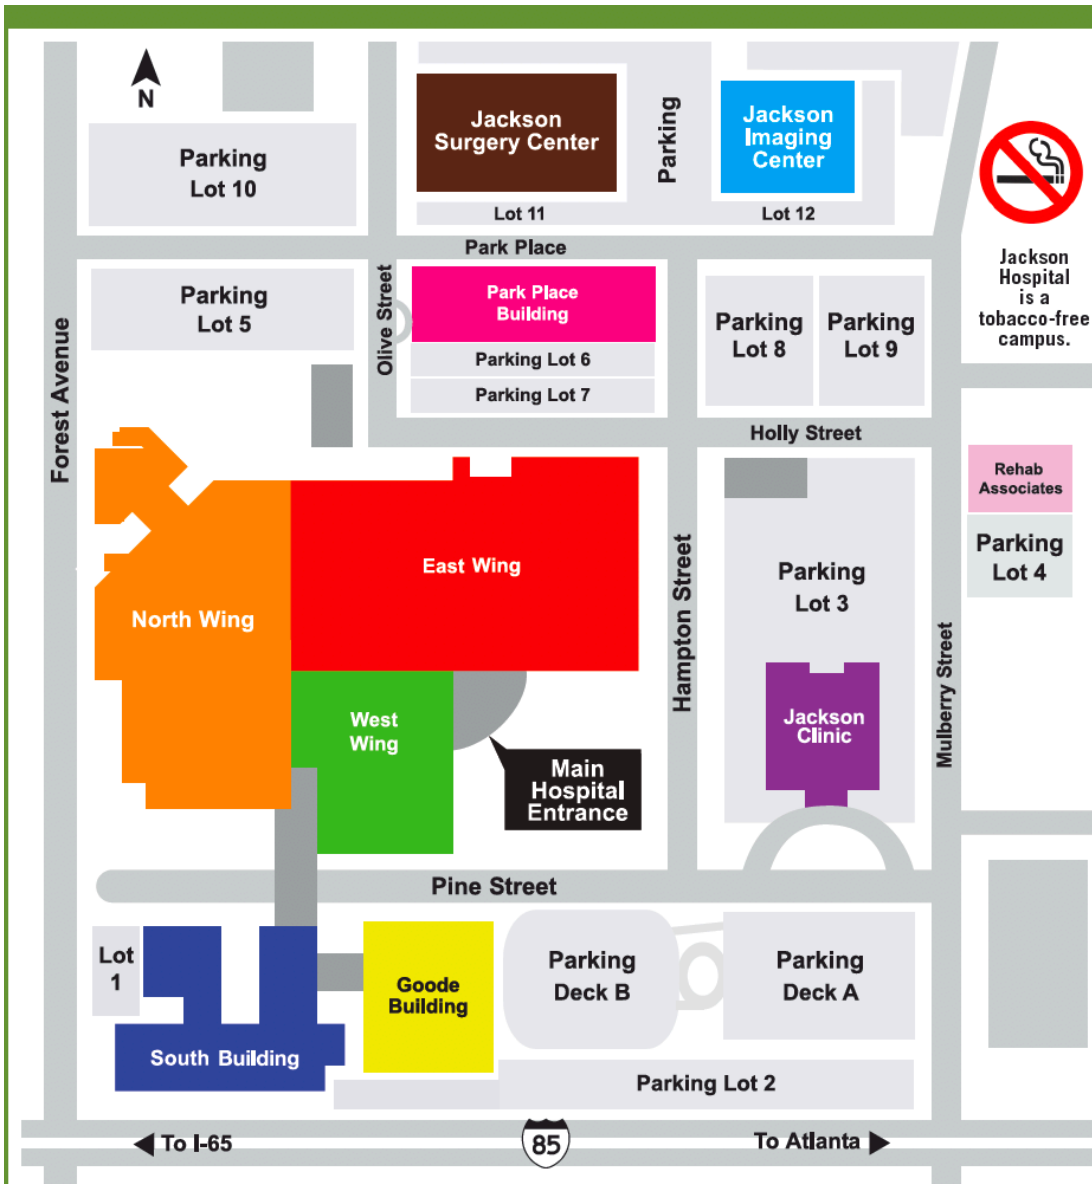 N
Parking
Lot 10
Jackson
Surgery Center
Parking
Jackson
Imaging
Center
Lot 11
Lot 12
Park Place
Jackson
Hospital
is a
tobacco-free
campus.
Parking
Lot 5
Olive Street
Park Place
Building
Parking Lot 6
Parking Lot 7
Parking
Lot 8
Parking
Lot 9
Forest Avenue
Holly Street
Rehab
Associates
Parking
Lot 4
East Wing
North Wing
Hampton Street
Parking
Lot 3
Mulberry Street
West
Wing
Jackson
Clinic
Main
Hospital
Entrance
Pine Street
Lot
1
Goode
Building
Parking
Deck B
Parking
Deck A
South Building
Parking Lot 2
To I-65
85
To Atlanta